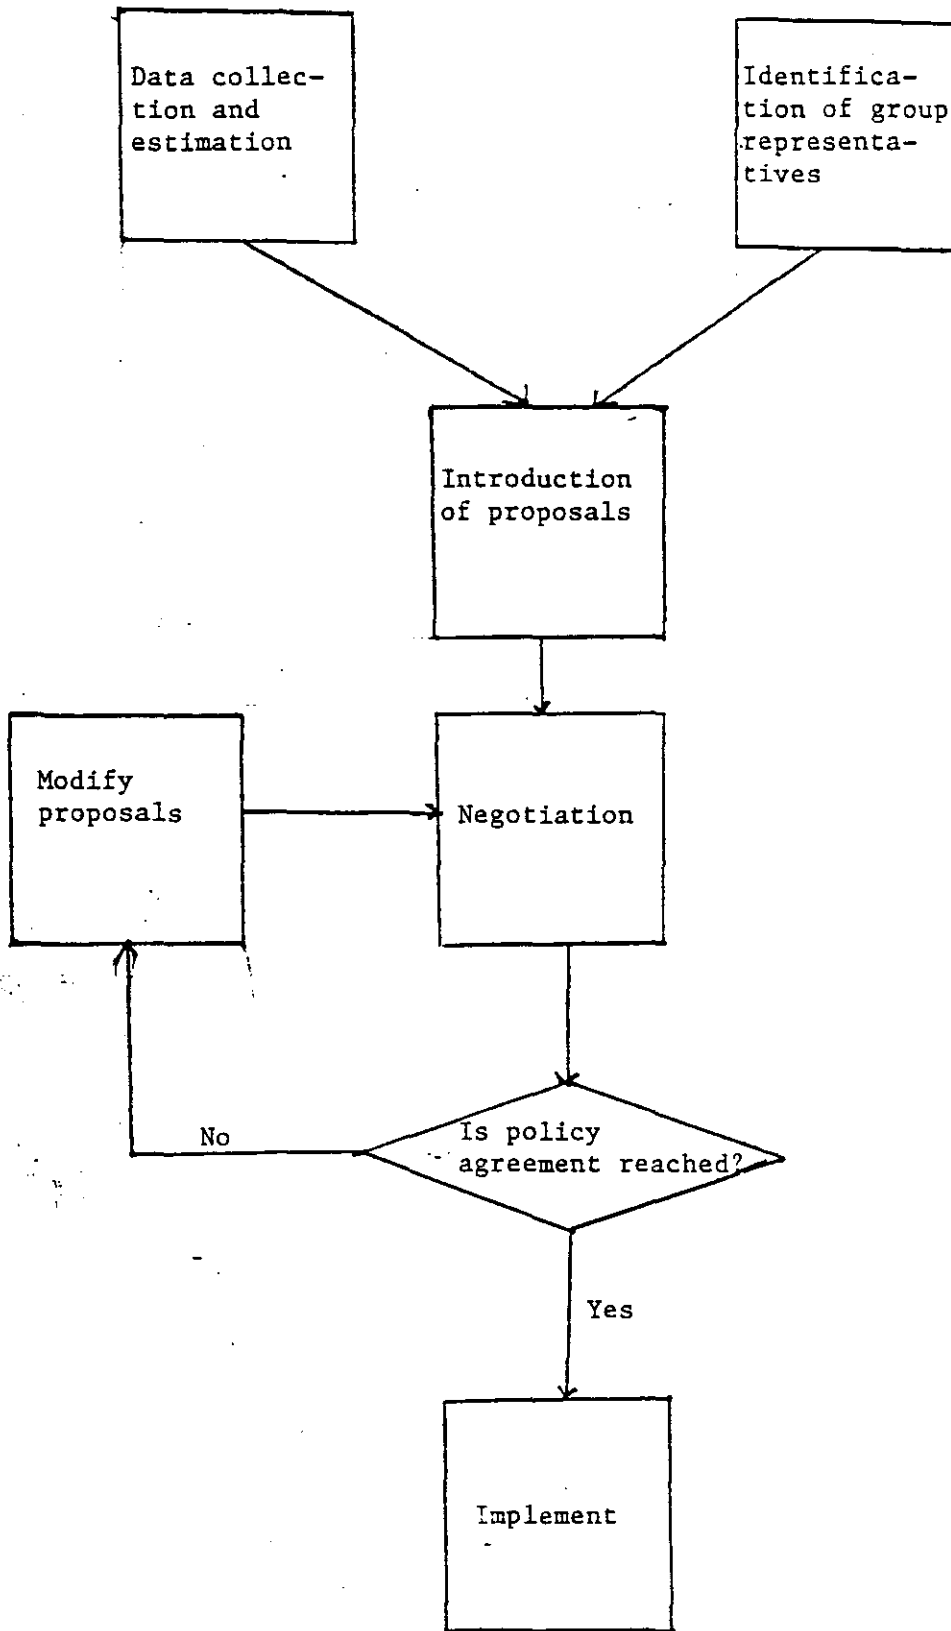 Data collec-
tion and
estimation
Identifica-
tion of group
representa-
tives
Introduction
of proposals
Modify
proposals
Negotiation
Is policy
agreement reached?
No
Yes
Implement